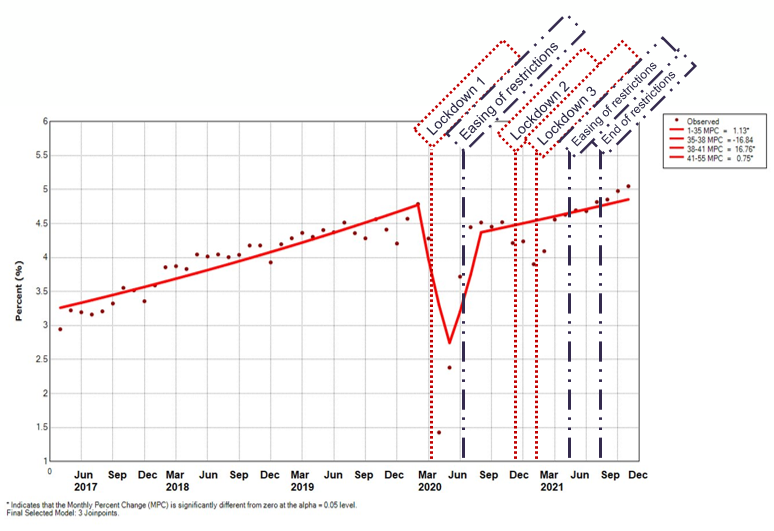 Lockdown 1
Easing of restrictions
Lockdown 2
Lockdown 3
Easing of restrictions
End of restrictions
Observed
1-35 MPC = 1.13*
35-38 MPC = -16.84
38-41 MPC = 16.76*
41-55 MPC = 0.75*
Percent (%)
6
5.5
5
4.5
4
3.5
3
2.5
2
1.5
1
0
Jun Sep Dec Mar Jun Sep Dec Mar Jun Sep Dec Mar Jun Sep Dec Mar Jun Sep Dec
2017 2018 2019 2020 2021
* Indicates that the Monthly Percent Change (MPC) is significantly different from zero at the alpha = 0.05 level.
Final Selected Model: 3 Joinpoints.